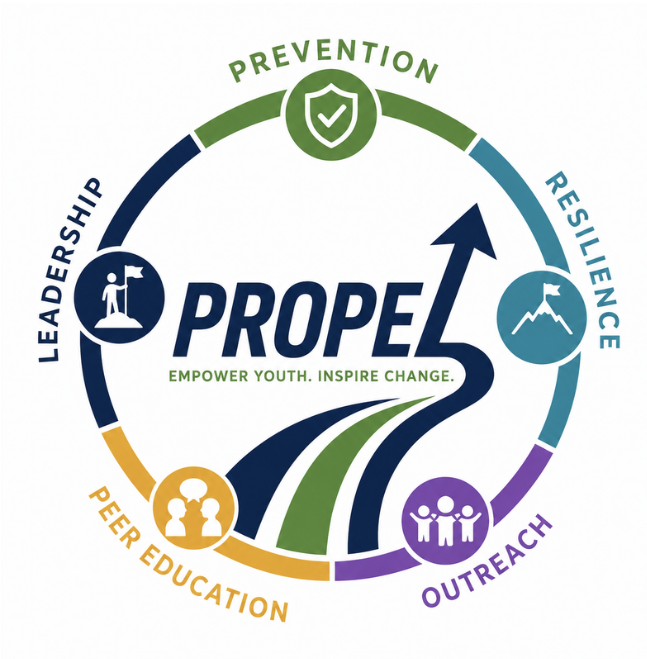 PREVENTION
LEADERSHIP
RESILIENCE
PROPEL
EMPOWER YOUTH. INSPIRE CHANGE.
PEER EDUCATION
OUTREACH